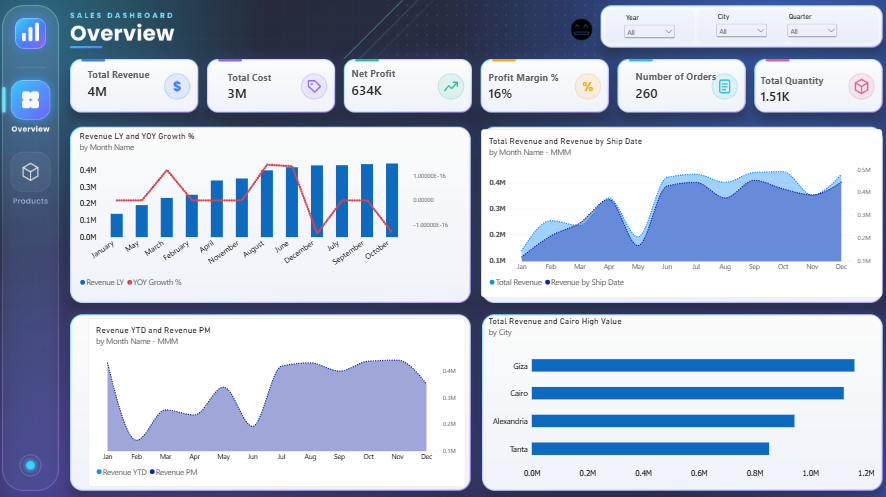 SALES DASHBOARD
Overview
Year
All
City
All
Quarter
All
Overview
Products
Total Revenue
4M
$
Total Cost
3M
Net Profit
634K
Profit Margin %
16%
%
Number of Orders
260
Total Quantity
1.51K
Revenue LY and YOY Growth %
by Month Name
0.4M
0.3M
0.2M
0.1M
0.0M
1.00000E-16
0.00000
-1.00000E-16
January
May
March
February
April
November
August
June
December
July
September
October
Revenue LY
YOY Growth %
Total Revenue and Revenue by Ship Date
by Month Name - MMM
0.4M
0.3M
0.2M
0.1M
0.5M
0.4M
0.3M
0.2M
0.1M
Jan Feb Mar Apr May Jun Jul Aug Sep Oct Nov Dec
Total Revenue
Revenue by Ship Date
Revenue YTD and Revenue PM
by Month Name - MMM
0.4M
0.3M
0.2M
0.1M
Jan Feb Mar Apr May Jun Jul Aug Sep Oct Nov Dec
Revenue YTD
Revenue PM
Total Revenue and Cairo High Value
by City
Giza
Cairo
Alexandria
Tanta
0.0M 0.2M 0.4M 0.6M 0.8M 1.0M 1.2M